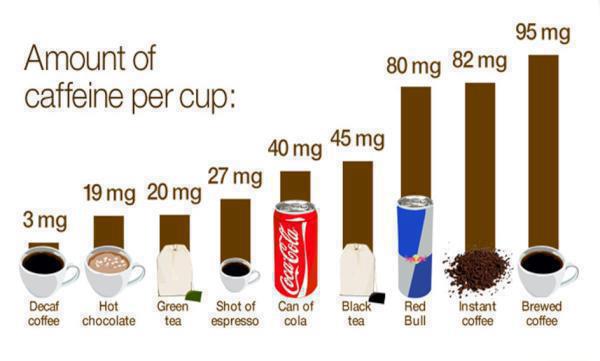 Amount of
caffeine per cup:
3 mg
19 mg
20 mg
27 mg
40 mg
45 mg
80 mg
82 mg
95 mg
Coca-Cola
Decaf
coffee
Hot
chocolate
Green
tea
Shot of
espresso
Can of
cola
Black
tea
Red
Bull
Instant
coffee
Brewed
coffee